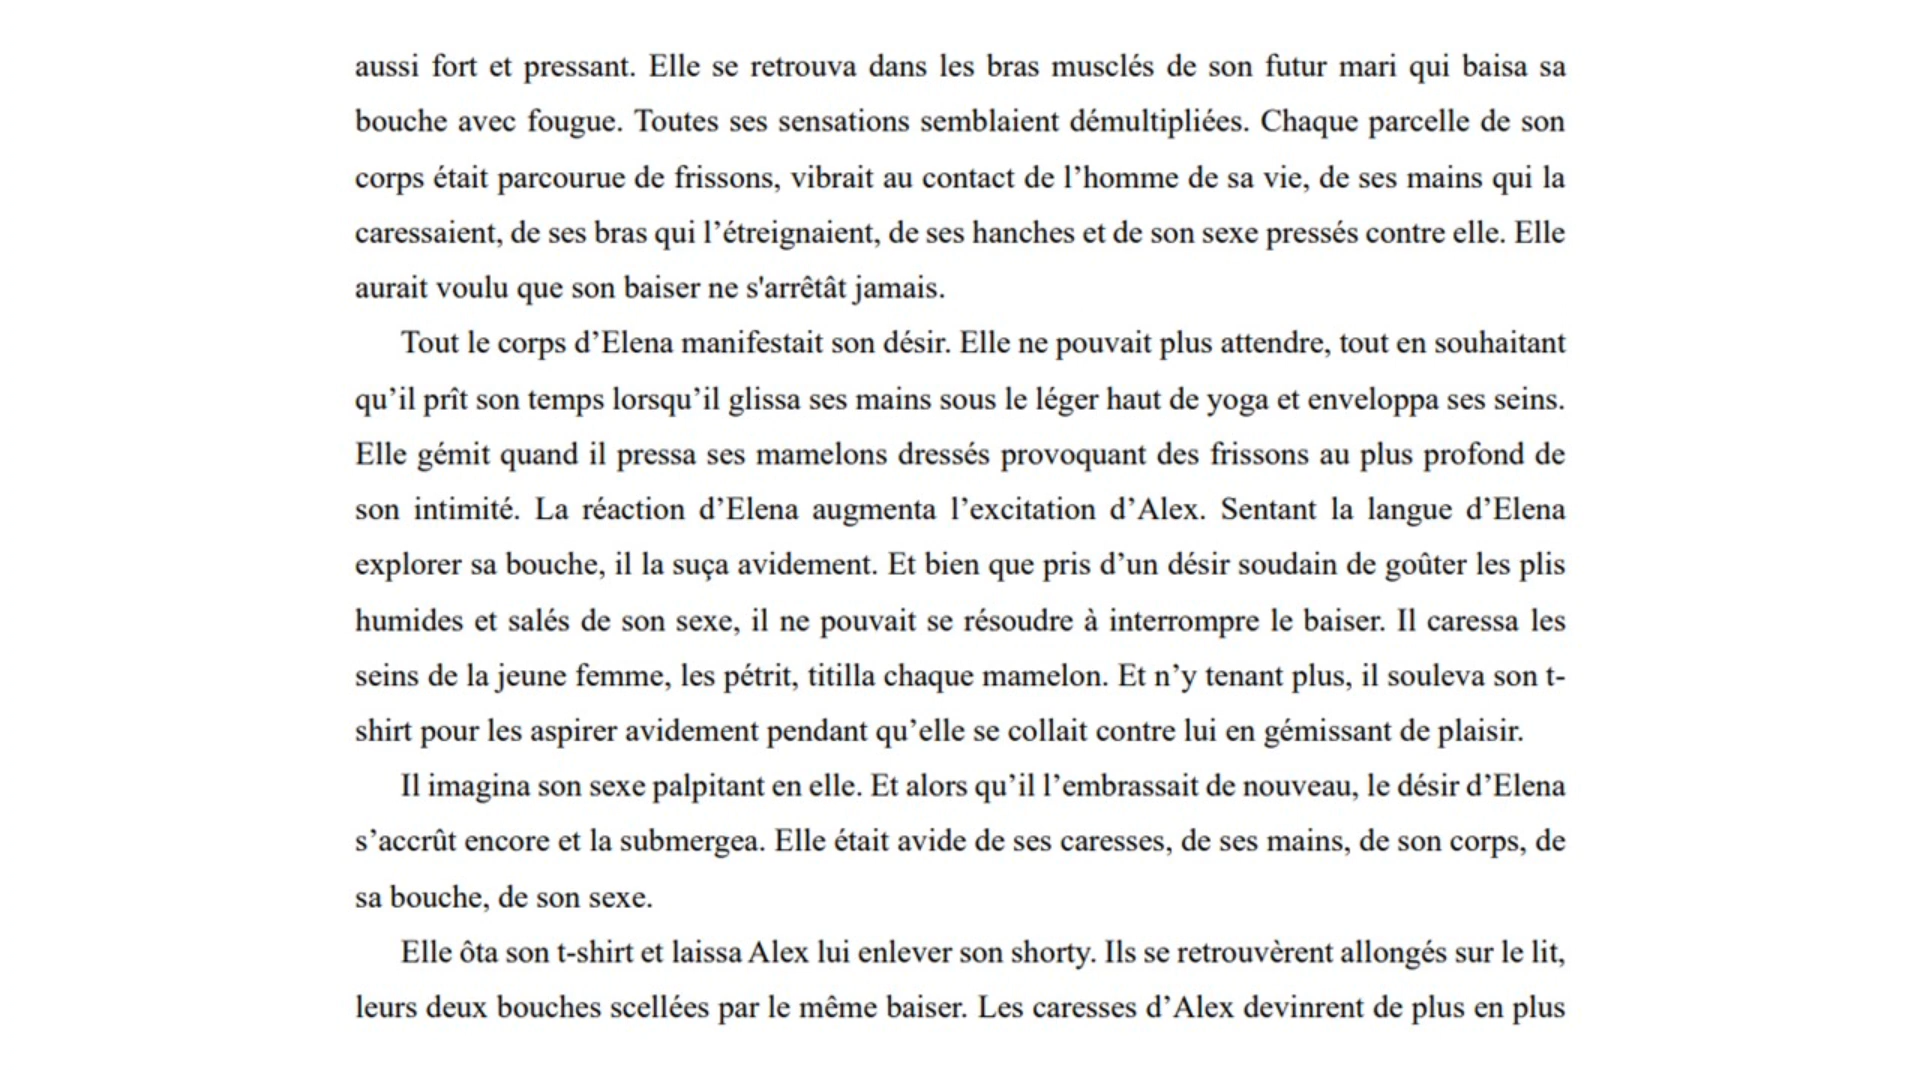 aussi fort et pressant. Elle se retrouva dans les bras musclés de son futur mari qui baisa sa
bouche avec fougue. Toutes ses sensations semblaient démultipliées. Chaque parcelle de son
corps était parcourue de frissons, vibrait au contact de l’homme de sa vie, de ses mains qui la
caressaient, de ses bras qui l’étreignaient, de ses hanches et de son sexe pressés contre elle. Elle
aurait voulu que son baiser ne s'arrêtât jamais.
Tout le corps d’Elena manifestait son désir. Elle ne pouvait plus attendre, tout en souhaitant
qu’il prît son temps lorsqu’il glissa ses mains sous le léger haut de yoga et enveloppa ses seins.
Elle gémit quand il pressa ses mamelons dressés provoquant des frissons au plus profond de
son intimité. La réaction d’Elena augmenta l’excitation d’Alex. Sentant la langue d’Elena
explorer sa bouche, il la suça avidement. Et bien que pris d’un désir soudain de goûter les plis
humides et salés de son sexe, il ne pouvait se résoudre à interrompre le baiser. Il caressa les
seins de la jeune femme, les pétrit, titilla chaque mamelon. Et n’y tenant plus, il souleva son t-
shirt pour les aspirer avidement pendant qu’elle se collait contre lui en gémissant de plaisir.
Il imagina son sexe palpitant en elle. Et alors qu’il l’embrassait de nouveau, le désir d’Elena
s’accrût encore et la submergea. Elle était avide de ses caresses, de ses mains, de son corps, de
sa bouche, de son sexe.
Elle ôta son t-shirt et laissa Alex lui enlever son shorty. Ils se retrouvèrent allongés sur le lit,
leurs deux bouches scellées par le même baiser. Les caresses d’Alex devinrent de plus en plus